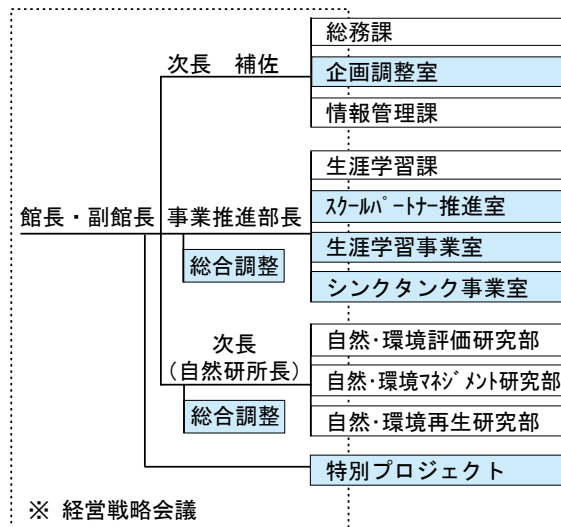 総務課
次長　補佐
企画調整室
情報管理課
生涯学習課
ｽｸｰﾙﾊﾟｰﾄﾅｰ推進室
館長・副館長
事業推進部長
生涯学習事業室
総合調整
シンクタンク事業室
次長
（自然研所長）
自然･環境評価研究部
自然･環境ﾏﾈｼﾞﾒﾝﾄ研究部
総合調整
自然･環境再生研究部
特別プロジェクト
※ 経営戦略会議